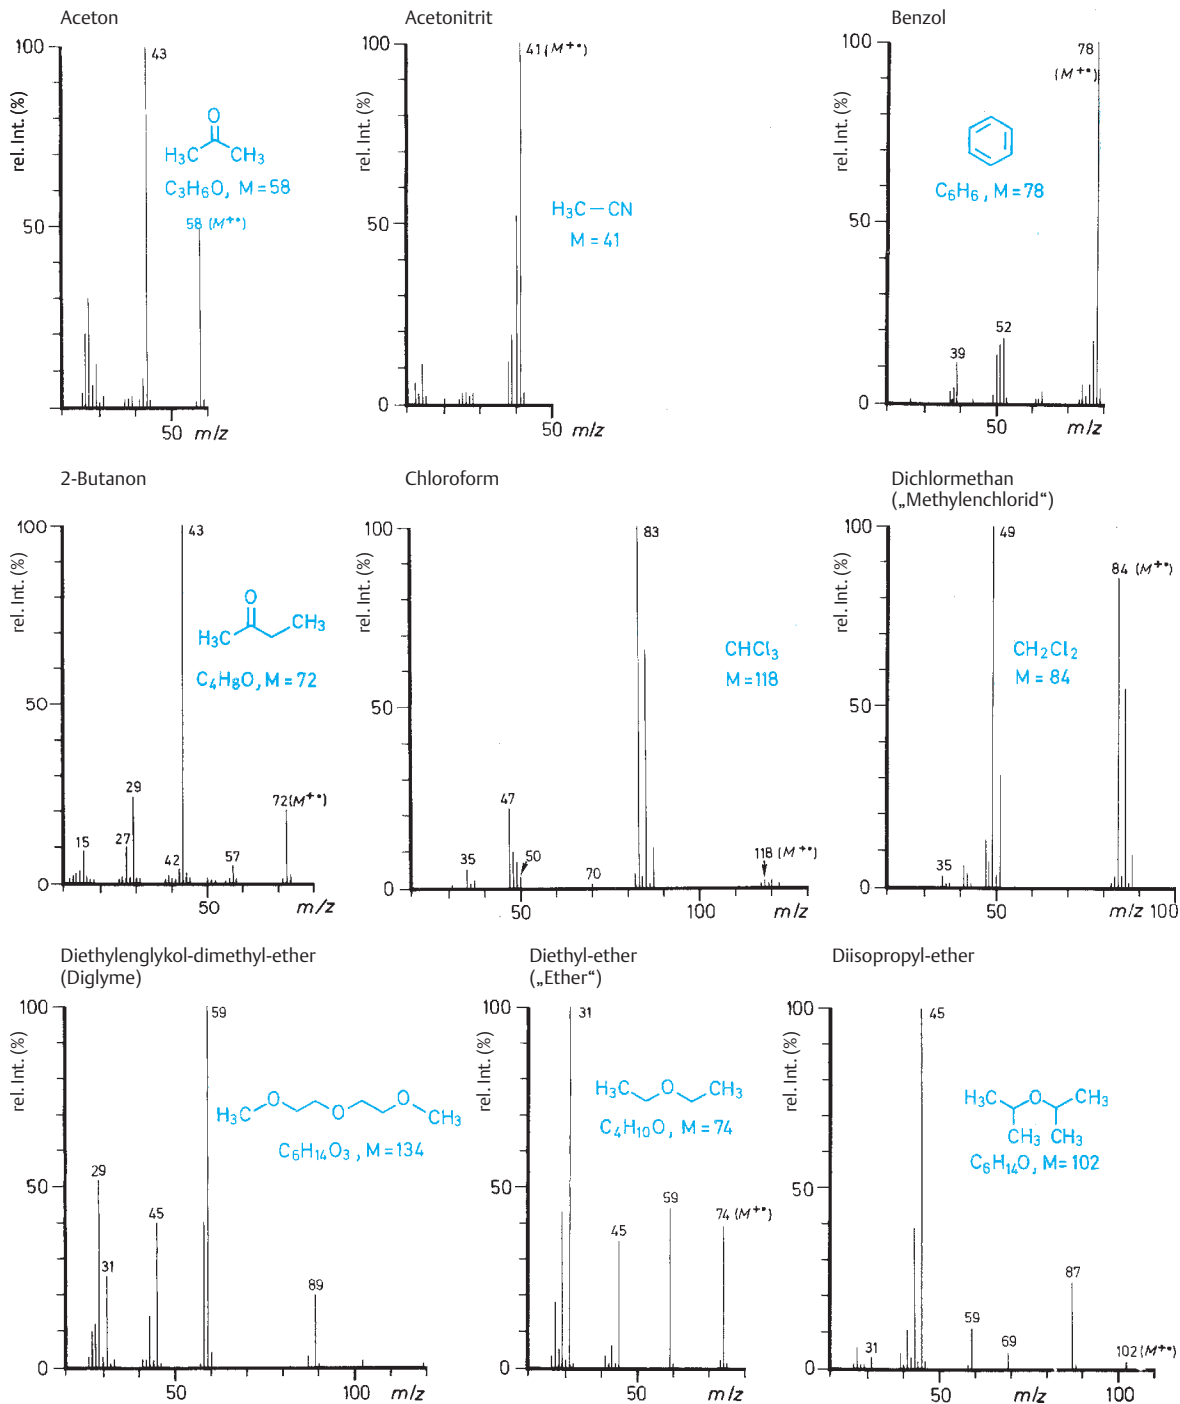 Aceton
100
43
rel. Int. (%)
O
H₃C
CH₃
C₃H₆O, M=58
58 (M⁺•)
50
0
50
m/z
Acetonitrit
100
41 (M⁺•)
rel. Int. (%)
H₃C—CN
M=41
50
0
50
m/z
Benzol
100
78
(M⁺•)
rel. Int. (%)
C₆H₆, M=78
50
52
39
0
50
m/z
2-Butanon
100
43
rel. Int. (%)
O
H₃C
CH₃
C₄H₈O, M=72
50
29
72(M⁺•)
15
27
42
57
0
50
m/z
Chloroform
100
83
rel. Int. (%)
CHCl₃
M=118
50
47
35
50
70
118 (M⁺•)
0
50
100
m/z
Dichlormethan
(„Methylenchlorid“)
100
49
84 (M⁺•)
rel. Int. (%)
CH₂Cl₂
M=84
50
35
0
50
m/z
100
Diethylenglykol-dimethyl-ether
(Diglyme)
100
59
rel. Int. (%)
H₃C
O
O
O
CH₃
C₆H₁₄O₃, M=134
29
50
45
31
89
0
50
100
m/z
Diethyl-ether
(„Ether“)
100
31
rel. Int. (%)
H₃C
O
CH₃
C₄H₁₀O, M=74
50
59
74 (M⁺•)
45
0
50
m/z
Diisopropyl-ether
100
45
rel. Int. (%)
H₃C
O
CH₃
CH₃
CH₃
C₆H₁₄O, M=102
50
87
59
31
69
102 (M⁺•)
0
50
100
m/z